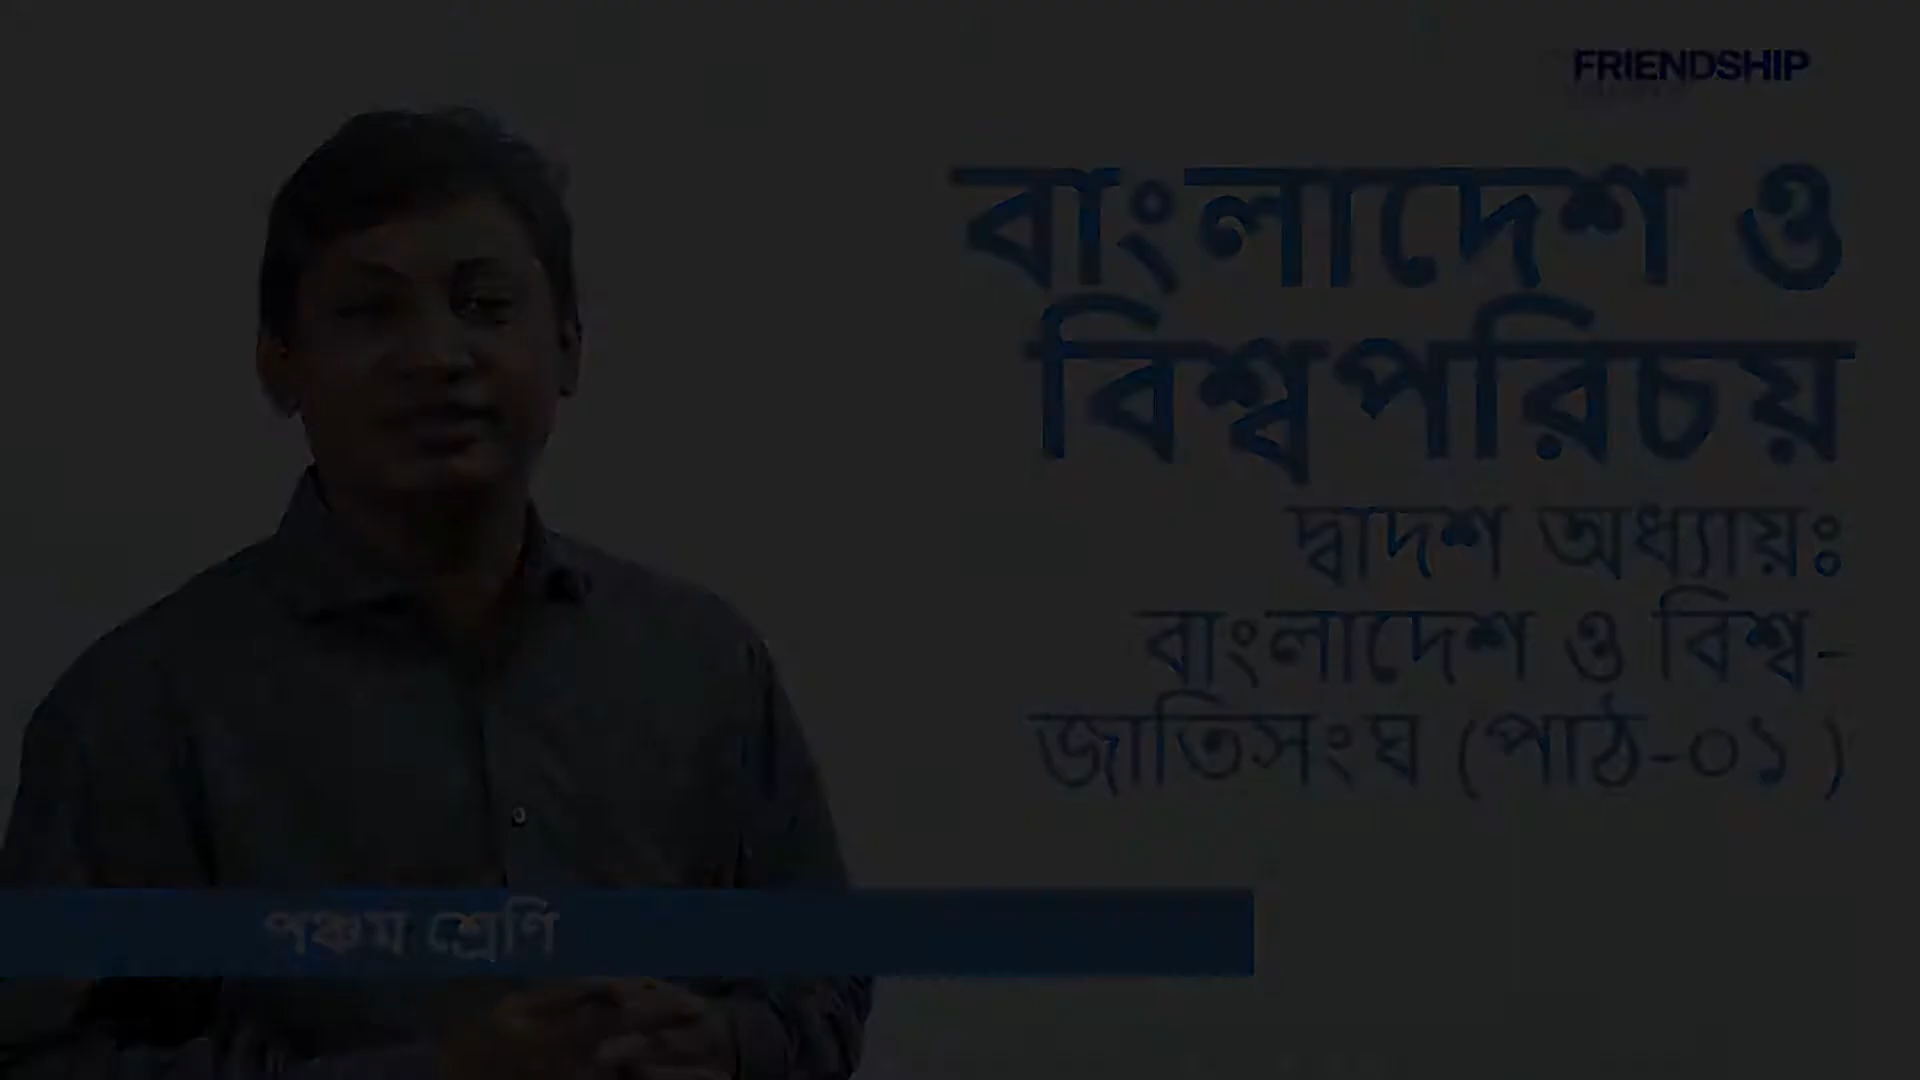 FRIENDSHIP
বাংলাদেশ ও
বিশ্বপরিচয়
দ্বাদশ অধ্যায়ঃ
বাংলাদেশ ও বিশ্ব-
জাতিসংঘ (পাঠ-০১ )
পঞ্চম শ্রেণি